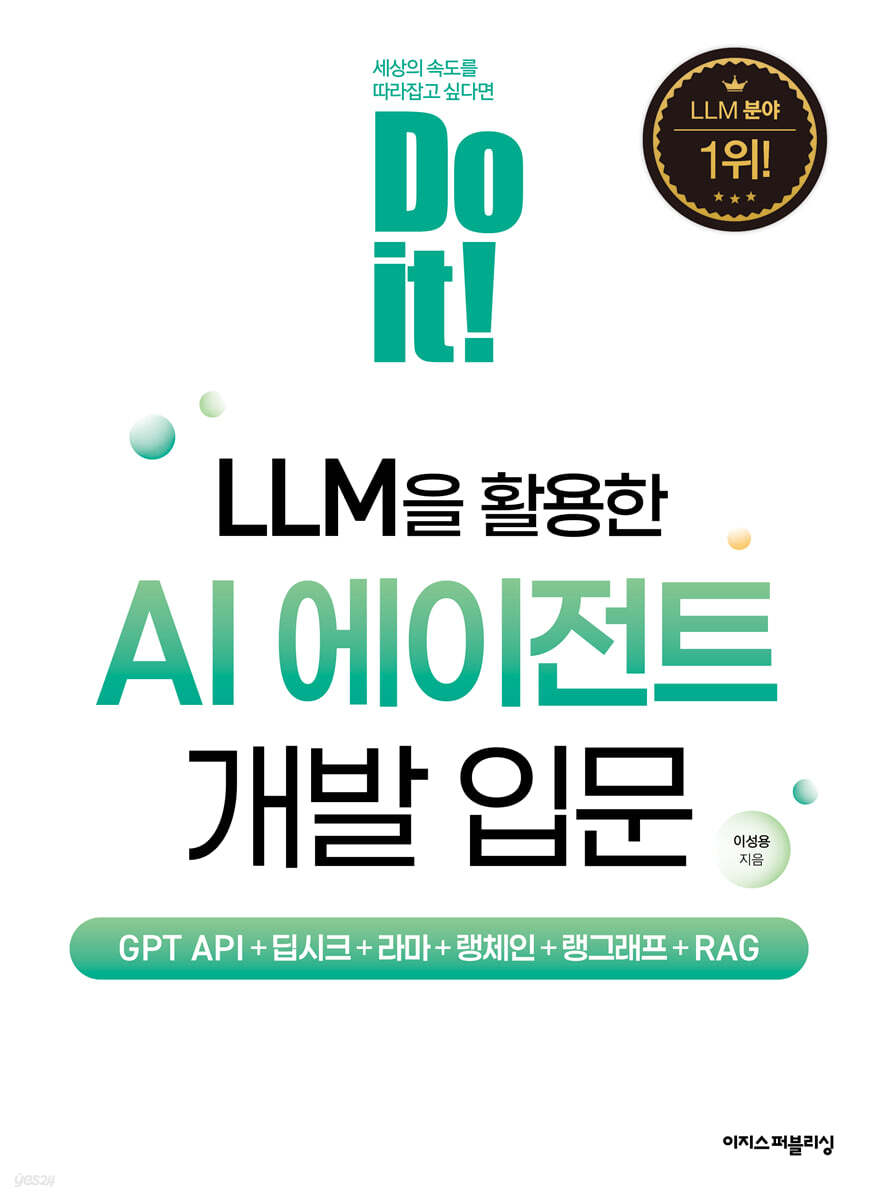 세상의 속도를
따라잡고 싶다면
Do
it!
LLM 분야
1위!
LLM을 활용한
AI 에이전트
개발 입문
이성용
지음
GPT API + 딥시크 + 라마 + 랭체인 + 랭그래프 + RAG
이지스퍼블리싱
yes24